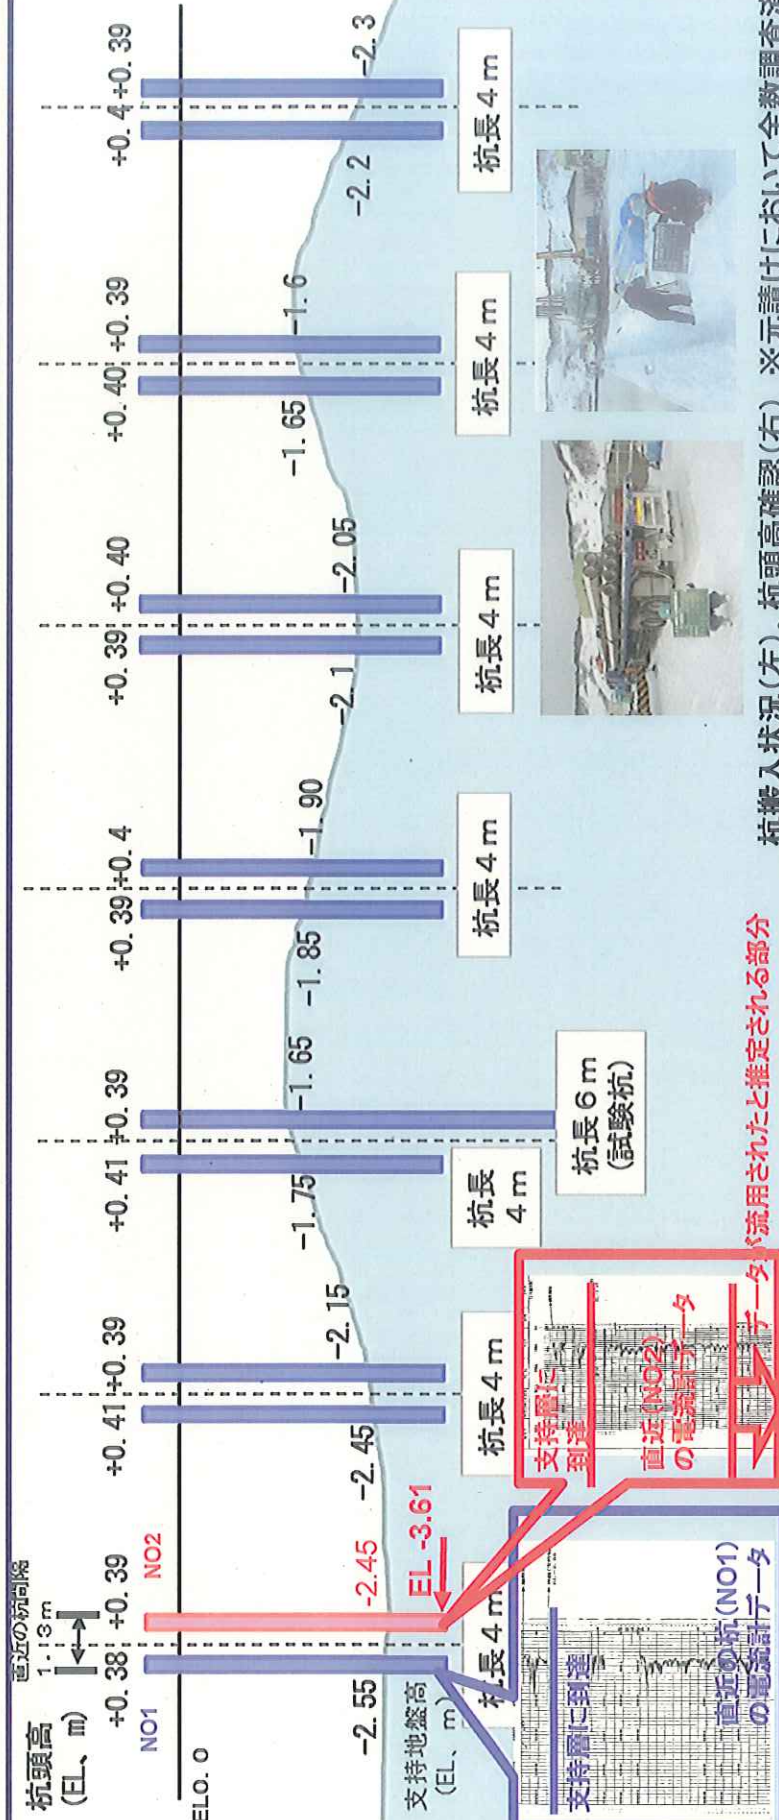 杭頭高
(EL、m)
直近の杭間隔
1.13m
+0.38
+0.39
+0.41
+0.39
+0.41
+0.39
+0.39
+0.4
+0.39
+0.40
+0.40
+0.39
+0.4
+0.39
NO1
NO2
EL0.0
-2.55
-2.45
-2.45
-2.15
-1.75
-1.65
-1.85
-1.90
-2.1
-2.05
-1.65
-1.6
-2.2
-2.3
支持地盤高
(EL、m)
EL -3.61
杭長4m
杭長4m
杭長
4m
杭長6m
(試験杭)
杭長4m
杭長4m
杭長4m
杭長4m
支持層に到達
直近の杭(NO1)
の電流計データ
支持層に
到達
直近(NO2)
の電流計データ
データが流用されたと推定される部分
杭搬入状況(左)、杭頭高確認(右) ※元請けにおいて全数調査済